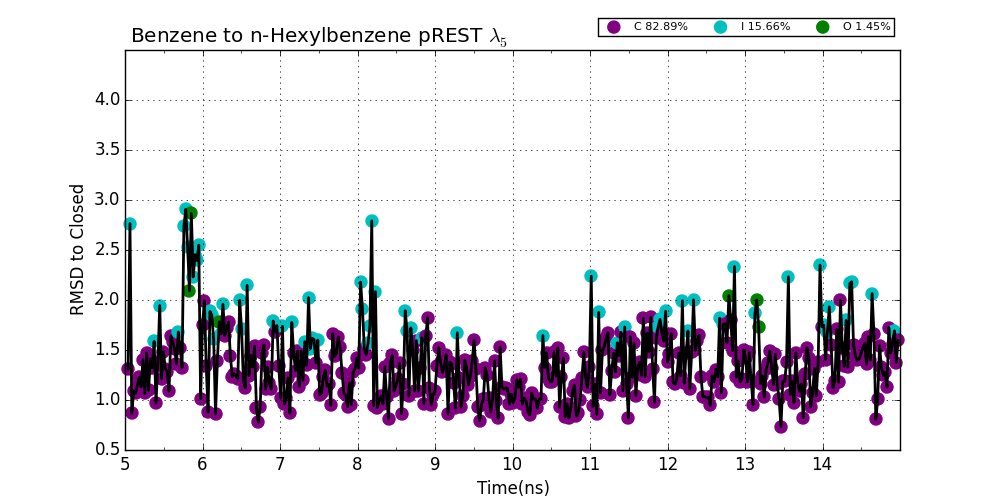 Benzene to n-Hexylbenzene pREST λ5
C 82.89% I 15.66% O 1.45%
RMSD to Closed
4.0
3.5
3.0
2.5
2.0
1.5
1.0
0.5
5 6 7 8 9 10 11 12 13 14
Time(ns)